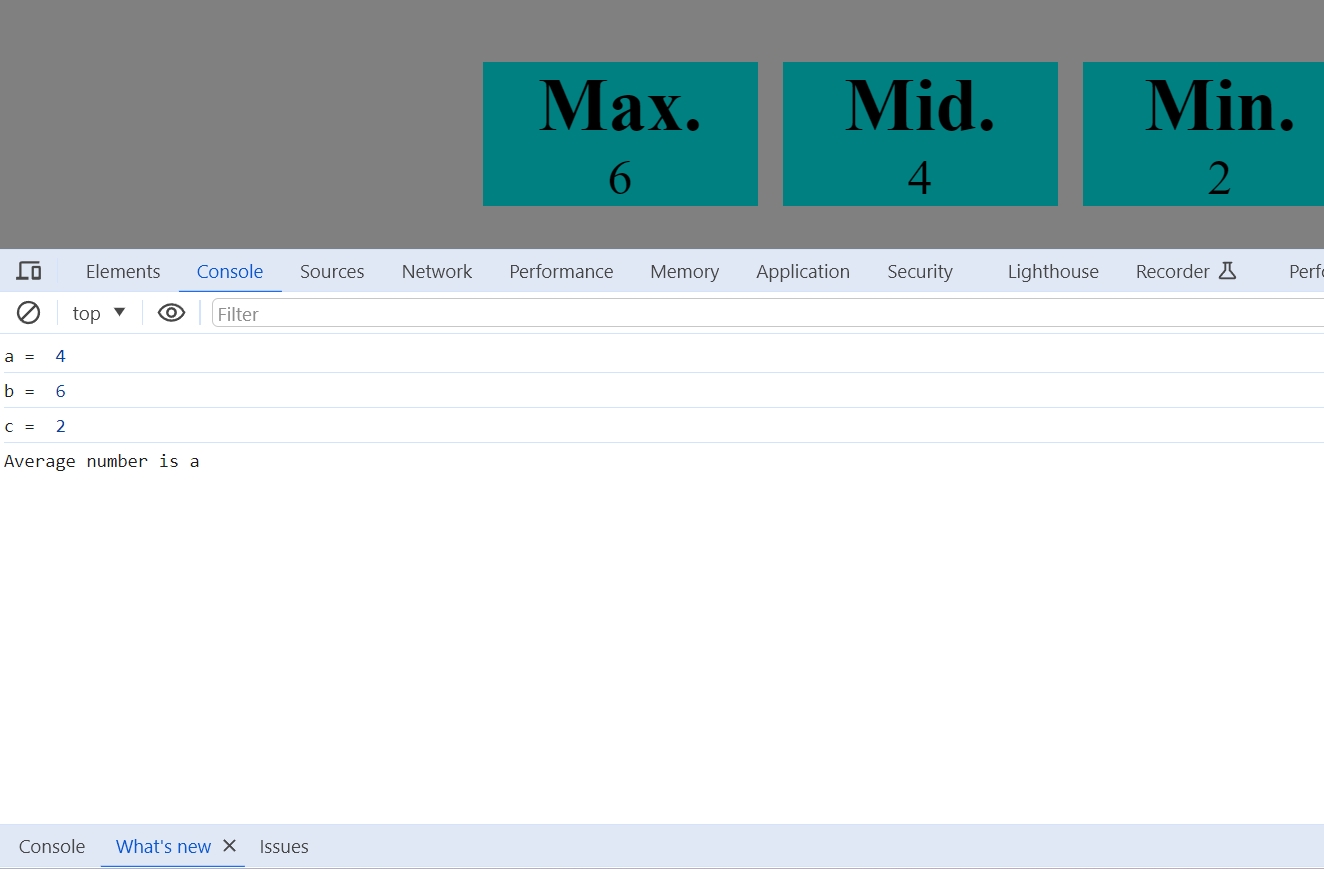 Max. Mid. Min.
6 4 2
Elements Console Sources Network Performance Memory Application Security Lighthouse Recorder Perfo
top Filter
a = 4
b = 6
c = 2
Average number is a
Console What's new Issues